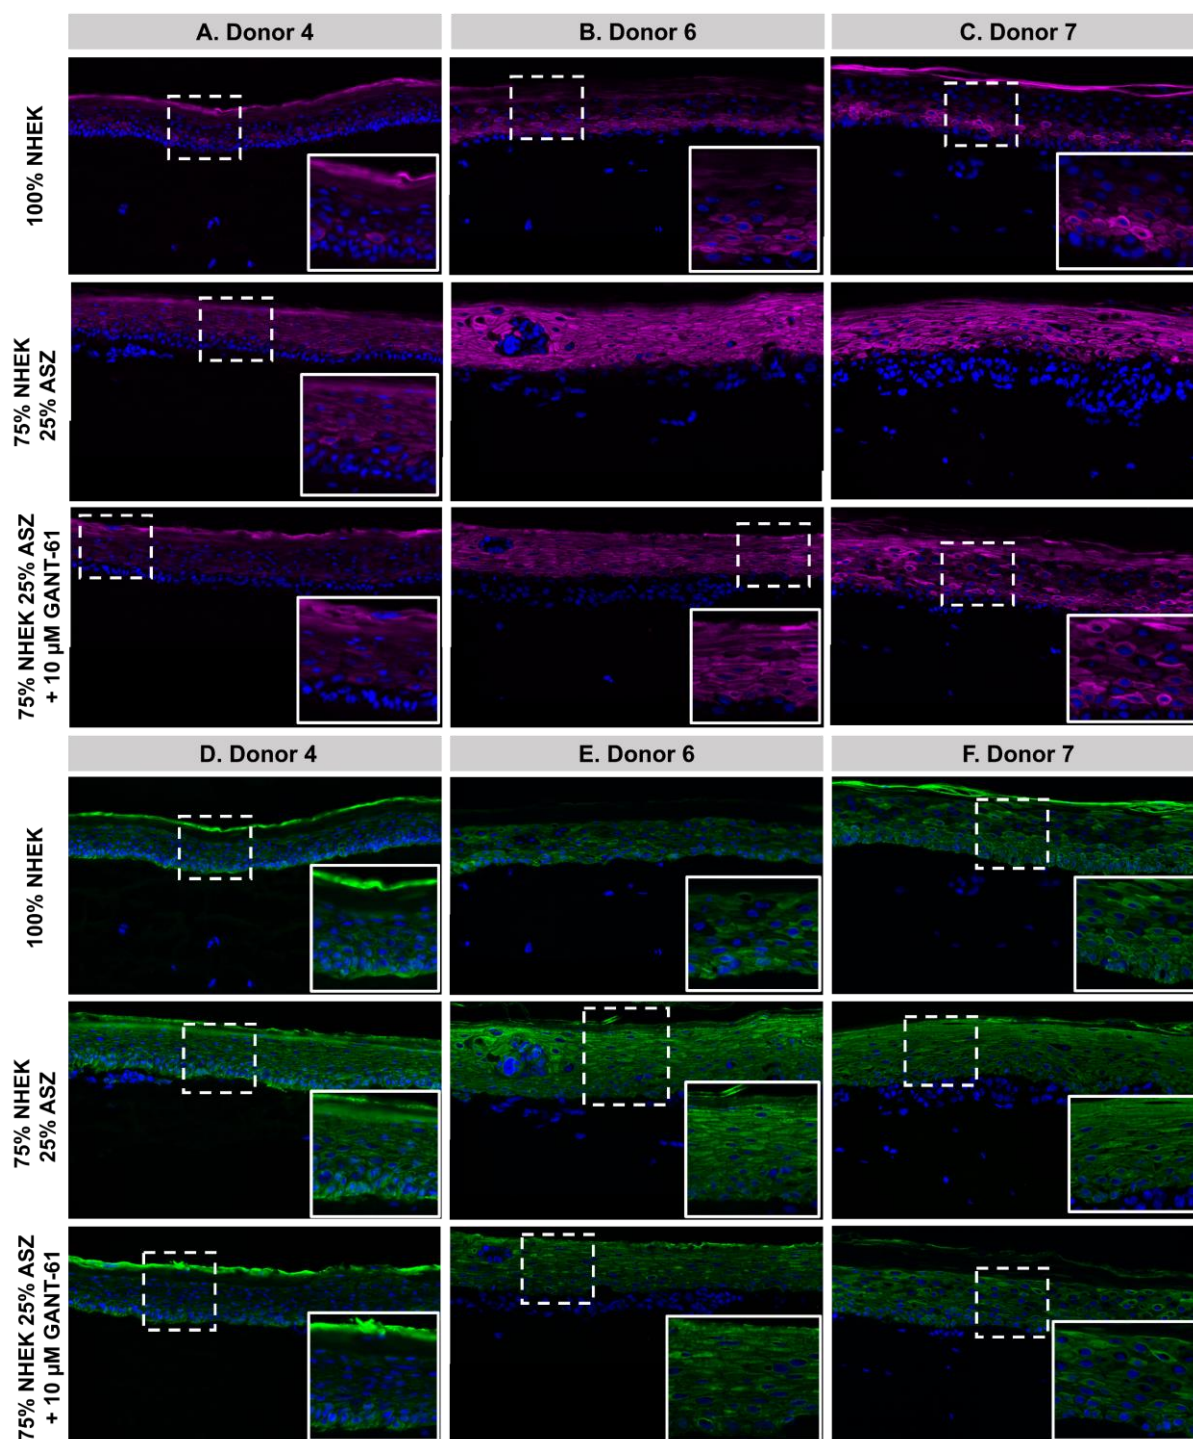 A. Donor 4
B. Donor 6
C. Donor 7
100% NHEK
75% NHEK
25% ASZ
75% NHEK 25% ASZ
+ 10 µM GANT-61
D. Donor 4
E. Donor 6
F. Donor 7
100% NHEK
75% NHEK
25% ASZ
75% NHEK 25% ASZ
+ 10 µM GANT-61